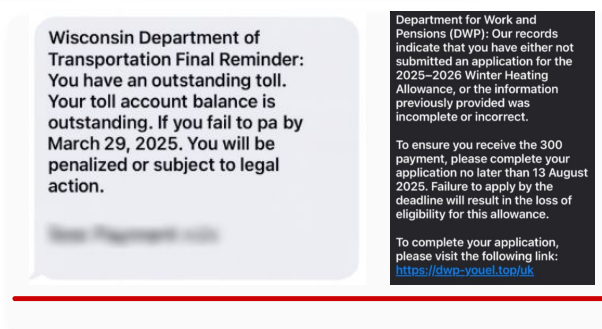 Wisconsin Department of
Transportation Final Reminder:
You have an outstanding toll.
Your toll account balance is
outstanding. If you fail to pa by
March 29, 2025. You will be
penalized or subject to legal
action.
Department for Work and
Pensions (DWP): Our records
indicate that you have either not
submitted an application for the
2025–2026 Winter Heating
Allowance, or the information
previously provided was
incomplete or incorrect.
To ensure you receive the 300
payment, please complete your
application no later than 13 August
2025. Failure to apply by the
deadline will result in the loss of
eligibility for this allowance.
To complete your application,
please visit the following link:
https://dwp-youel.top/uk